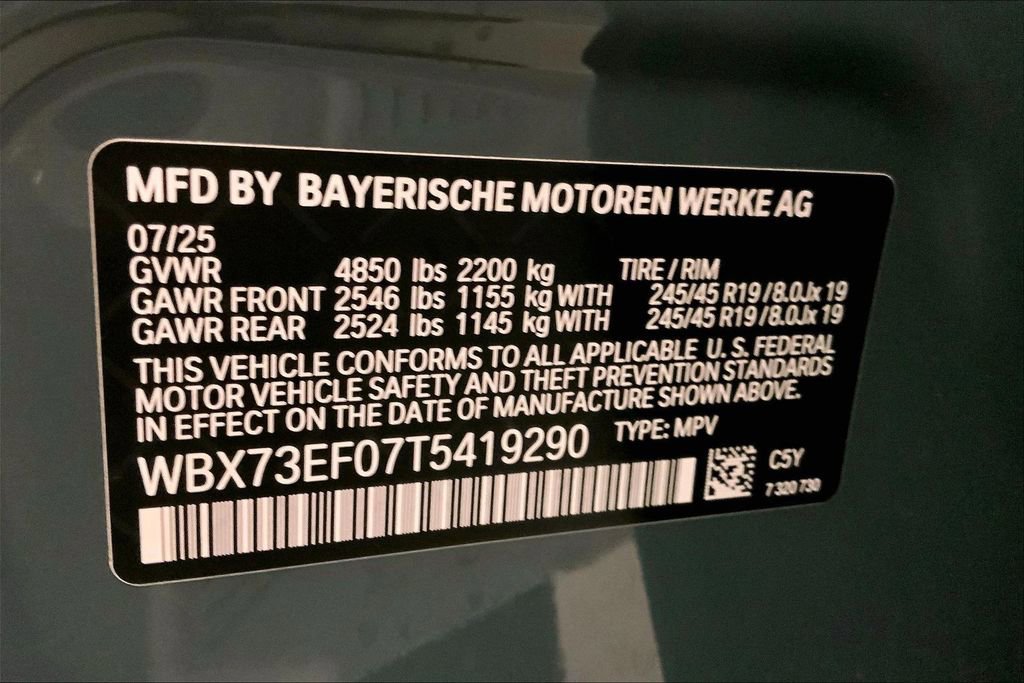 MFD BY BAYERISCHE MOTOREN WERKE AG
07/25
GVWR 4850 lbs 2200 kg TIRE / RIM
GAWR FRONT 2546 lbs 1155 kg WITH 245/45 R19 /8.0Jx 19
GAWR REAR 2524 lbs 1145 kg WITH 245/45 R19 /8.0Jx 19
THIS VEHICLE CONFORMS TO ALL APPLICABLE U. S. FEDERAL
MOTOR VEHICLE SAFETY AND THEFT PREVENTION STANDARDS
IN EFFECT ON THE DATE OF MANUFACTURE SHOWN ABOVE.
WBX73EF07T5419290 TYPE: MPV
C5Y
7 320 730